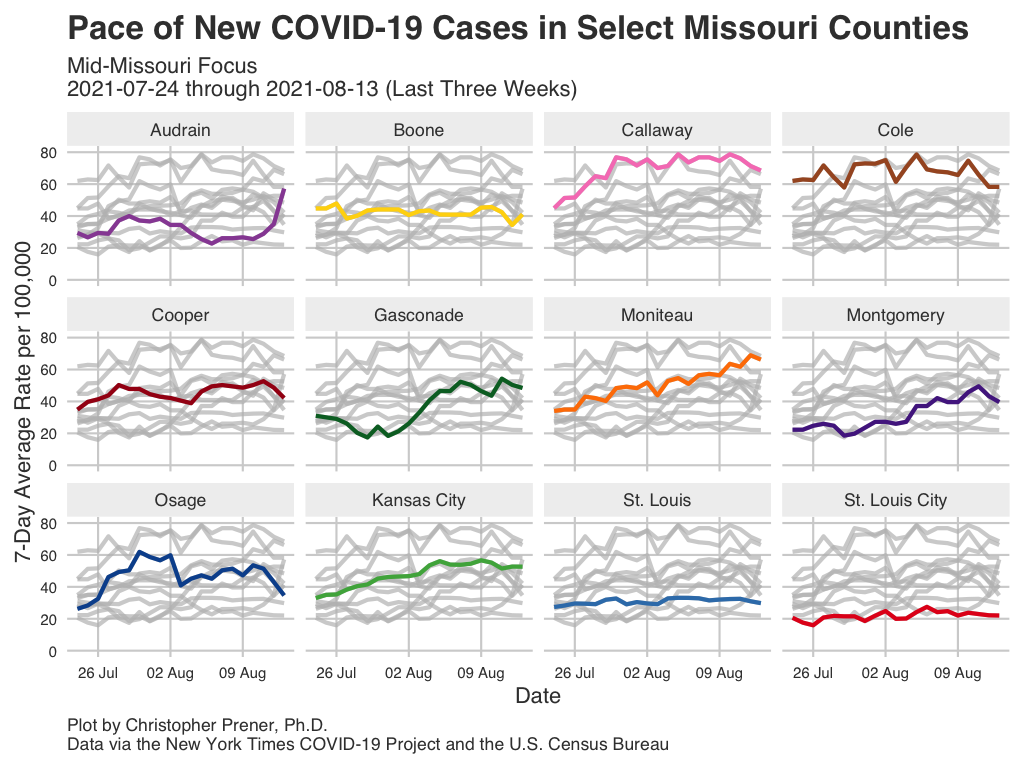 Pace of New COVID-19 Cases in Select Missouri Counties
Mid-Missouri Focus
2021-07-24 through 2021-08-13 (Last Three Weeks)
7-Day Average Rate per 100,000
Audrain Boone Callaway Cole
80
60
40
20
0
Cooper Gasconade Moniteau Montgomery
80
60
40
20
0
Osage Kansas City St. Louis St. Louis City
80
60
40
20
0
26 Jul 02 Aug 09 Aug 26 Jul 02 Aug 09 Aug 26 Jul 02 Aug 09 Aug 26 Jul 02 Aug 09 Aug
Date
Plot by Christopher Prener, Ph.D.
Data via the New York Times COVID-19 Project and the U.S. Census Bureau